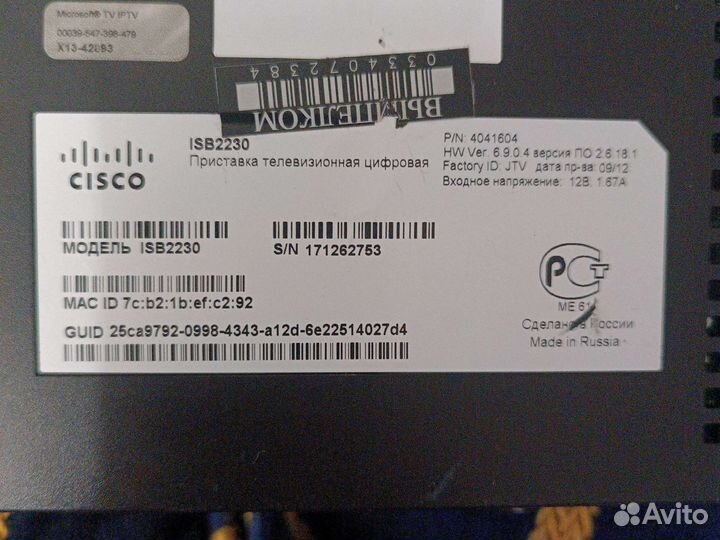 Microsoft® TV IPTV
00039-547-398-479
X13-42893
0334072384
ВЫМПЕЛКОМ
CISCO
ISB2230
Приставка телевизионная цифровая
P/N: 4041604
HW Ver. 6.9.0.4 версия ПО 2.6.18.1
Factory ID: JTV дата пр-ва: 09/12
Входное напряжение: 12В, 1.67А
МОДЕЛЬ ISB2230
S/N 171262753
MAC ID 7c:b2:1b:ef:c2:92
GUID 25ca9792-0998-4343-a12d-6e22514027d4
РСТ
Сделано в России
Made in Russia
Avito